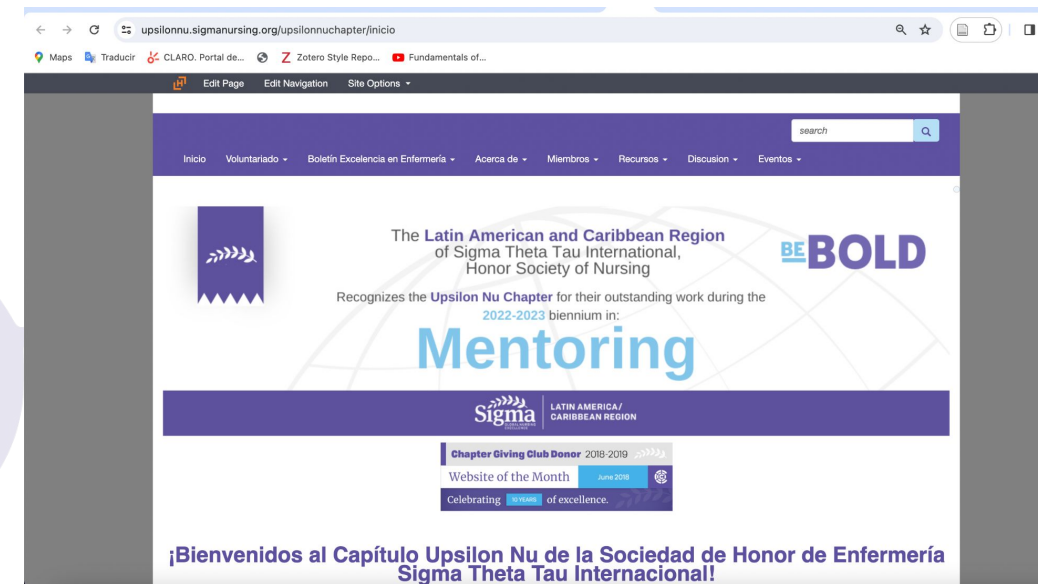 upsilonnu.sigmanursing.org/upsilonnuchapter/inicio
Maps Traducir CLARO. Portal de... Zotero Style Repo... Fundamentals of...
Edit Page Edit Navigation Site Options
search
Inicio Voluntariado Boletín Excelencia en Enfermería Acerca de Miembros Recursos Discusion Eventos
The Latin American and Caribbean Region
of Sigma Theta Tau International,
Honor Society of Nursing
BE BOLD
Recognizes the Upsilon Nu Chapter for their outstanding work during the
2022-2023 biennium in:
Mentoring
Sigma LATIN AMERICA/
CARIBBEAN REGION
Chapter Giving Club Donor 2018-2019
Website of the Month June 2018
Celebrating 10 YEARS of excellence.
¡Bienvenidos al Capítulo Upsilon Nu de la Sociedad de Honor de Enfermería
Sigma Theta Tau Internacional!